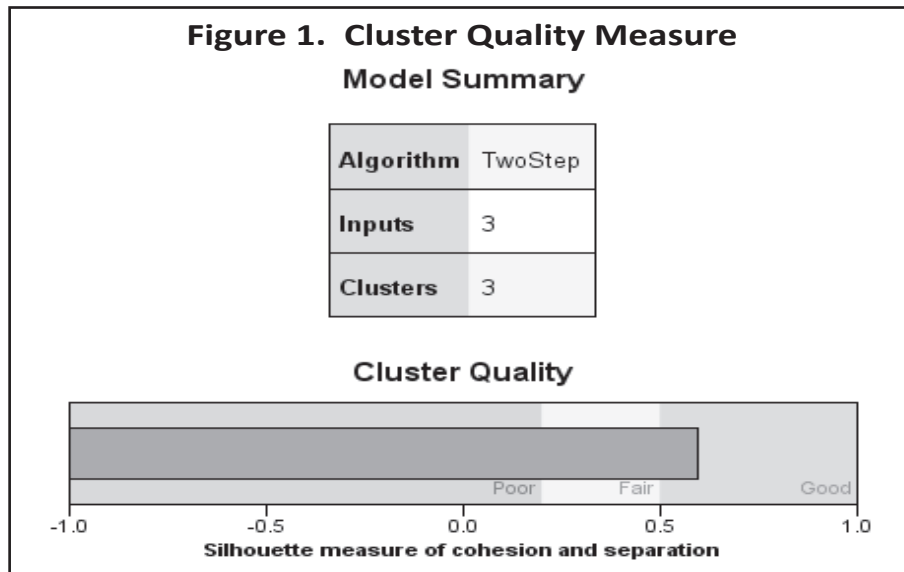 Figure 1. Cluster Quality Measure
Model Summary
Algorithm TwoStep
Inputs 3
Clusters 3
Cluster Quality
Poor Fair Good
-1.0 -0.5 0.0 0.5 1.0
Silhouette measure of cohesion and separation